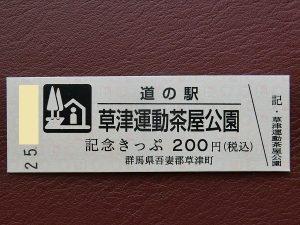 道の駅
草津運動茶屋公園
記念きっぷ 200円(税込)
群馬県吾妻郡草津町
25
記・草津運動茶屋公園